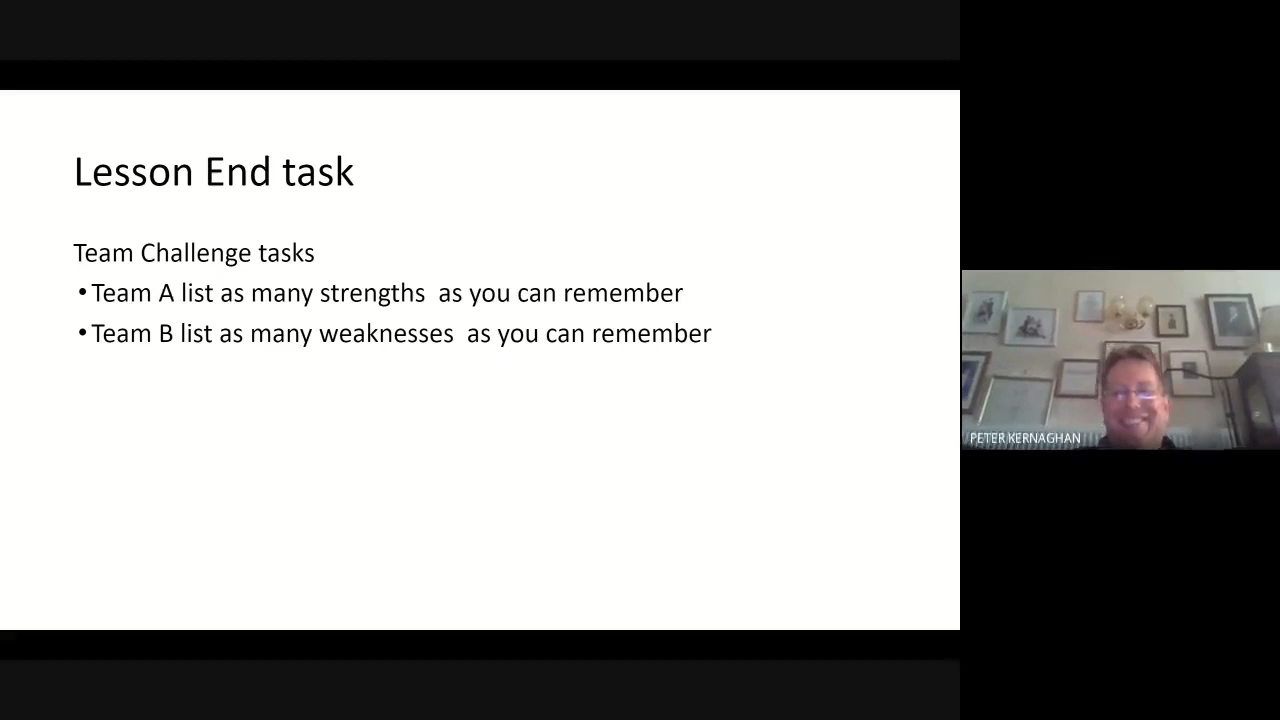 Lesson End task
Team Challenge tasks
•Team A list as many strengths  as you can remember
•Team B list as many weaknesses  as you can remember
PETER KERNAGHAN